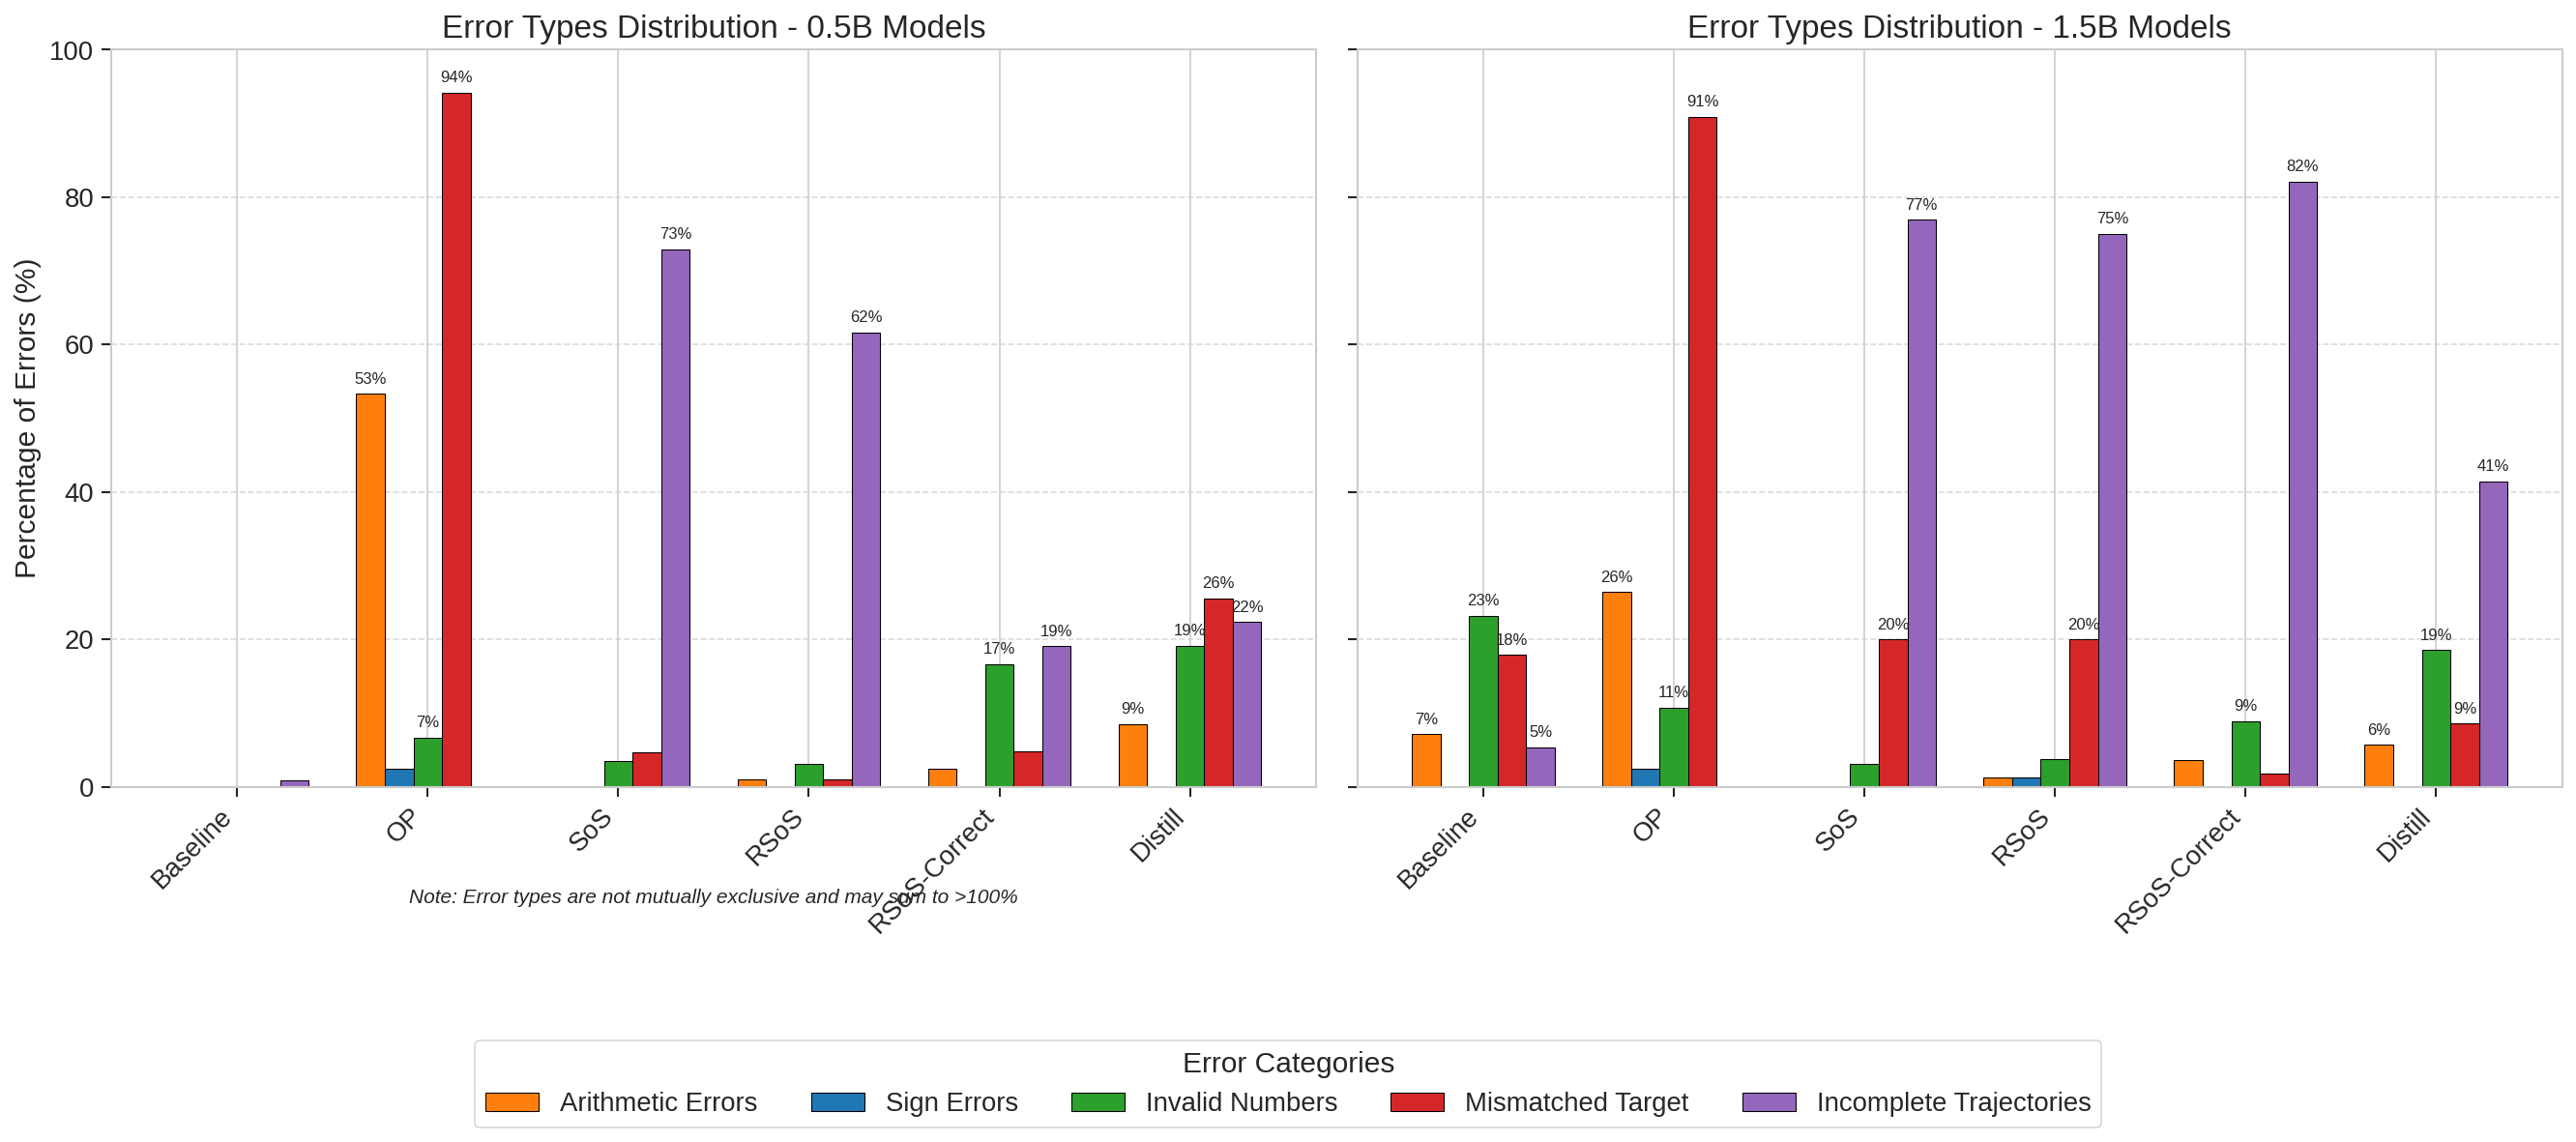 Error Types Distribution - 0.5B Models
Percentage of Errors (%)
100
80
60
40
20
0
53%
7%
94%
73%
62%
17%
19%
9%
19%
26%
22%
Baseline
OP
SoS
RSoS
RSoS-Correct
Distill
Note: Error types are not mutually exclusive and may sum to >100%
Error Types Distribution - 1.5B Models
7%
23%
18%
5%
26%
11%
91%
20%
77%
20%
75%
9%
82%
6%
19%
9%
41%
Baseline
OP
SoS
RSoS
RSoS-Correct
Distill
Error Categories
Arithmetic Errors
Sign Errors
Invalid Numbers
Mismatched Target
Incomplete Trajectories